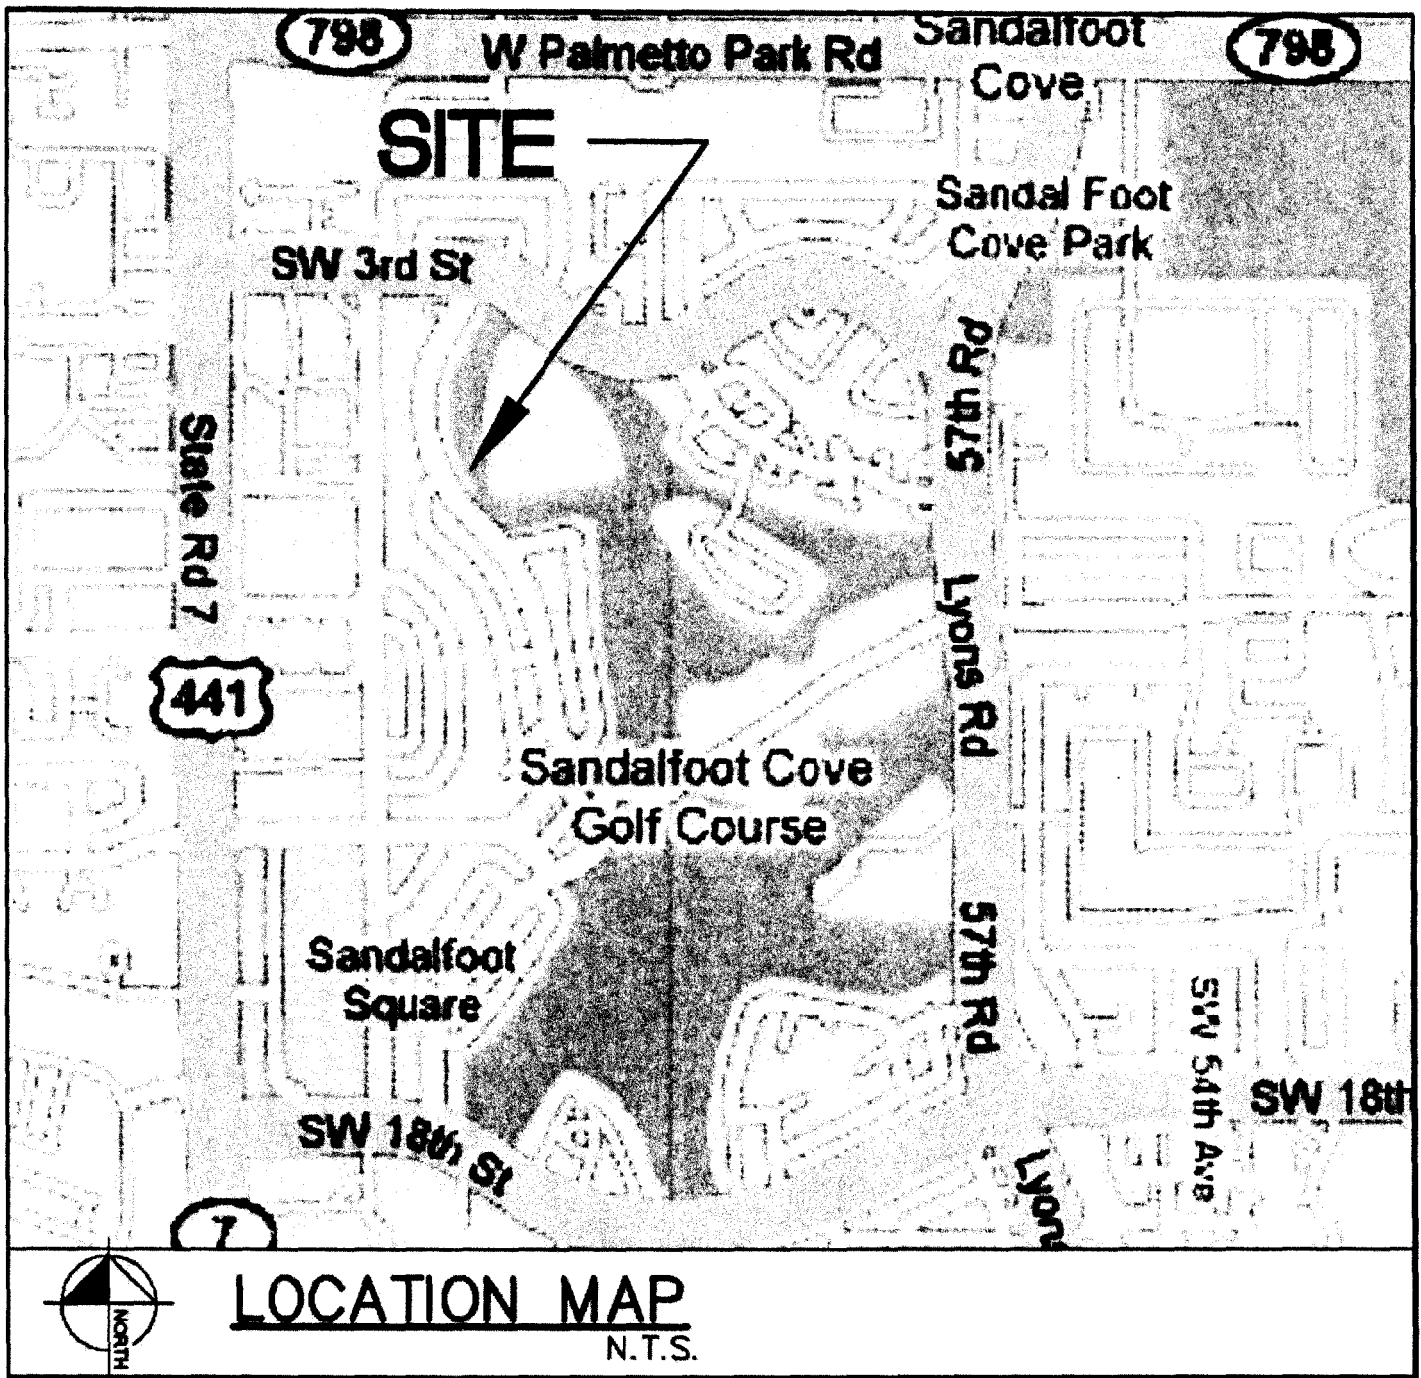 798
W Palmetto Park Rd
Sandalfoot
Cove
798
SITE
Sandal Foot
Cove Park
SW 3rd St
57th Rd
State Rd 7
Lyons Rd
441
Sandalfoot Cove
Golf Course
57th Rd
Sandalfoot
Square
SW 54th Ave
SW 18th
SW 18th St
Lyons
7
NORTH
LOCATION MAP
N.T.S.